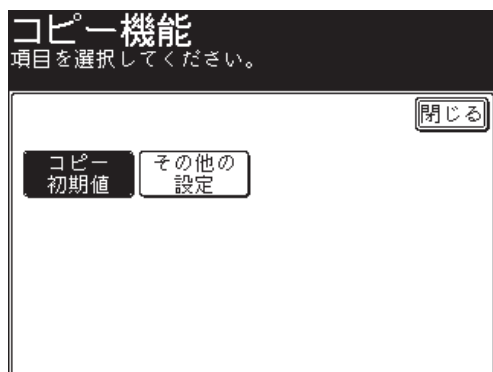 コピー機能
項目を選択してください。
閉じる
コピー
初期値
その他の
設定